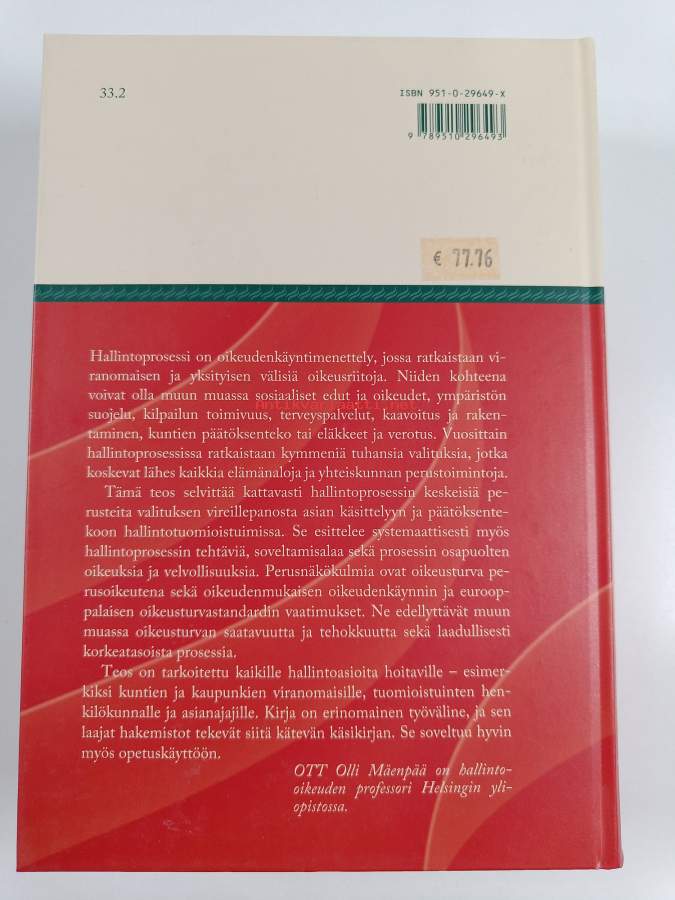 33.2
ISBN 951-0-29649-X
9 789510 296493
€ 77.76
Hallintoprosessi on oikeudenkäyntimenettely, jossa ratkaistaan vi-
ranomaisen ja yksityisen välisiä oikeusriitoja. Niiden kohteena
voivat olla muun muassa sosiaaliset edut ja oikeudet, ympäristön
Antikvariaatti.net
suojelu, kilpailun toimivuus, terveyspalvelut, kaavoitus ja raken-
taminen, kuntien päätöksenteko tai eläkkeet ja verotus. Vuosittain
hallintoprosessissa ratkaistaan kymmeniä tuhansia valituksia, jotka
koskevat lähes kaikkia elämänaloja ja yhteiskunnan perustoimintoja.
Tämä teos selvittää kattavasti hallintoprosessin keskeisiä pe-
rusteita valituksen vireillepanosta asian käsittelyyn ja päätöksente-
koon hallintotuomioistuimissa. Se esittelee systemaattisesti myös
hallintoprosessin tehtäviä, soveltamisalaa sekä prosessin osapuolten
oikeuksia ja velvollisuuksia. Perusnäkökulmia ovat oikeusturva pe-
rusoikeutena sekä oikeudenmukaisen oikeudenkäynnin ja euroop-
palaisen oikeusturvastandardin vaatimukset. Ne edellyttävät muun
muassa oikeusturvan saatavuutta ja tehokkuutta sekä laadullisesti
korkeatasoista prosessia.
Teos on tarkoitettu kaikille hallintoasioita hoitaville – esimer-
kiksi kuntien ja kaupunkien viranomaisille, tuomioistuinten hen-
kilökunnalle ja asianajajille. Kirja on erinomainen työväline, ja sen
laajat hakemistot tekevät siitä kätevän käsikirjan. Se soveltuu hyvin
myös opetuskäyttöön.
OTT Olli Mäenpää on hallinto-
oikeuden professori Helsingin yli-
opistossa.